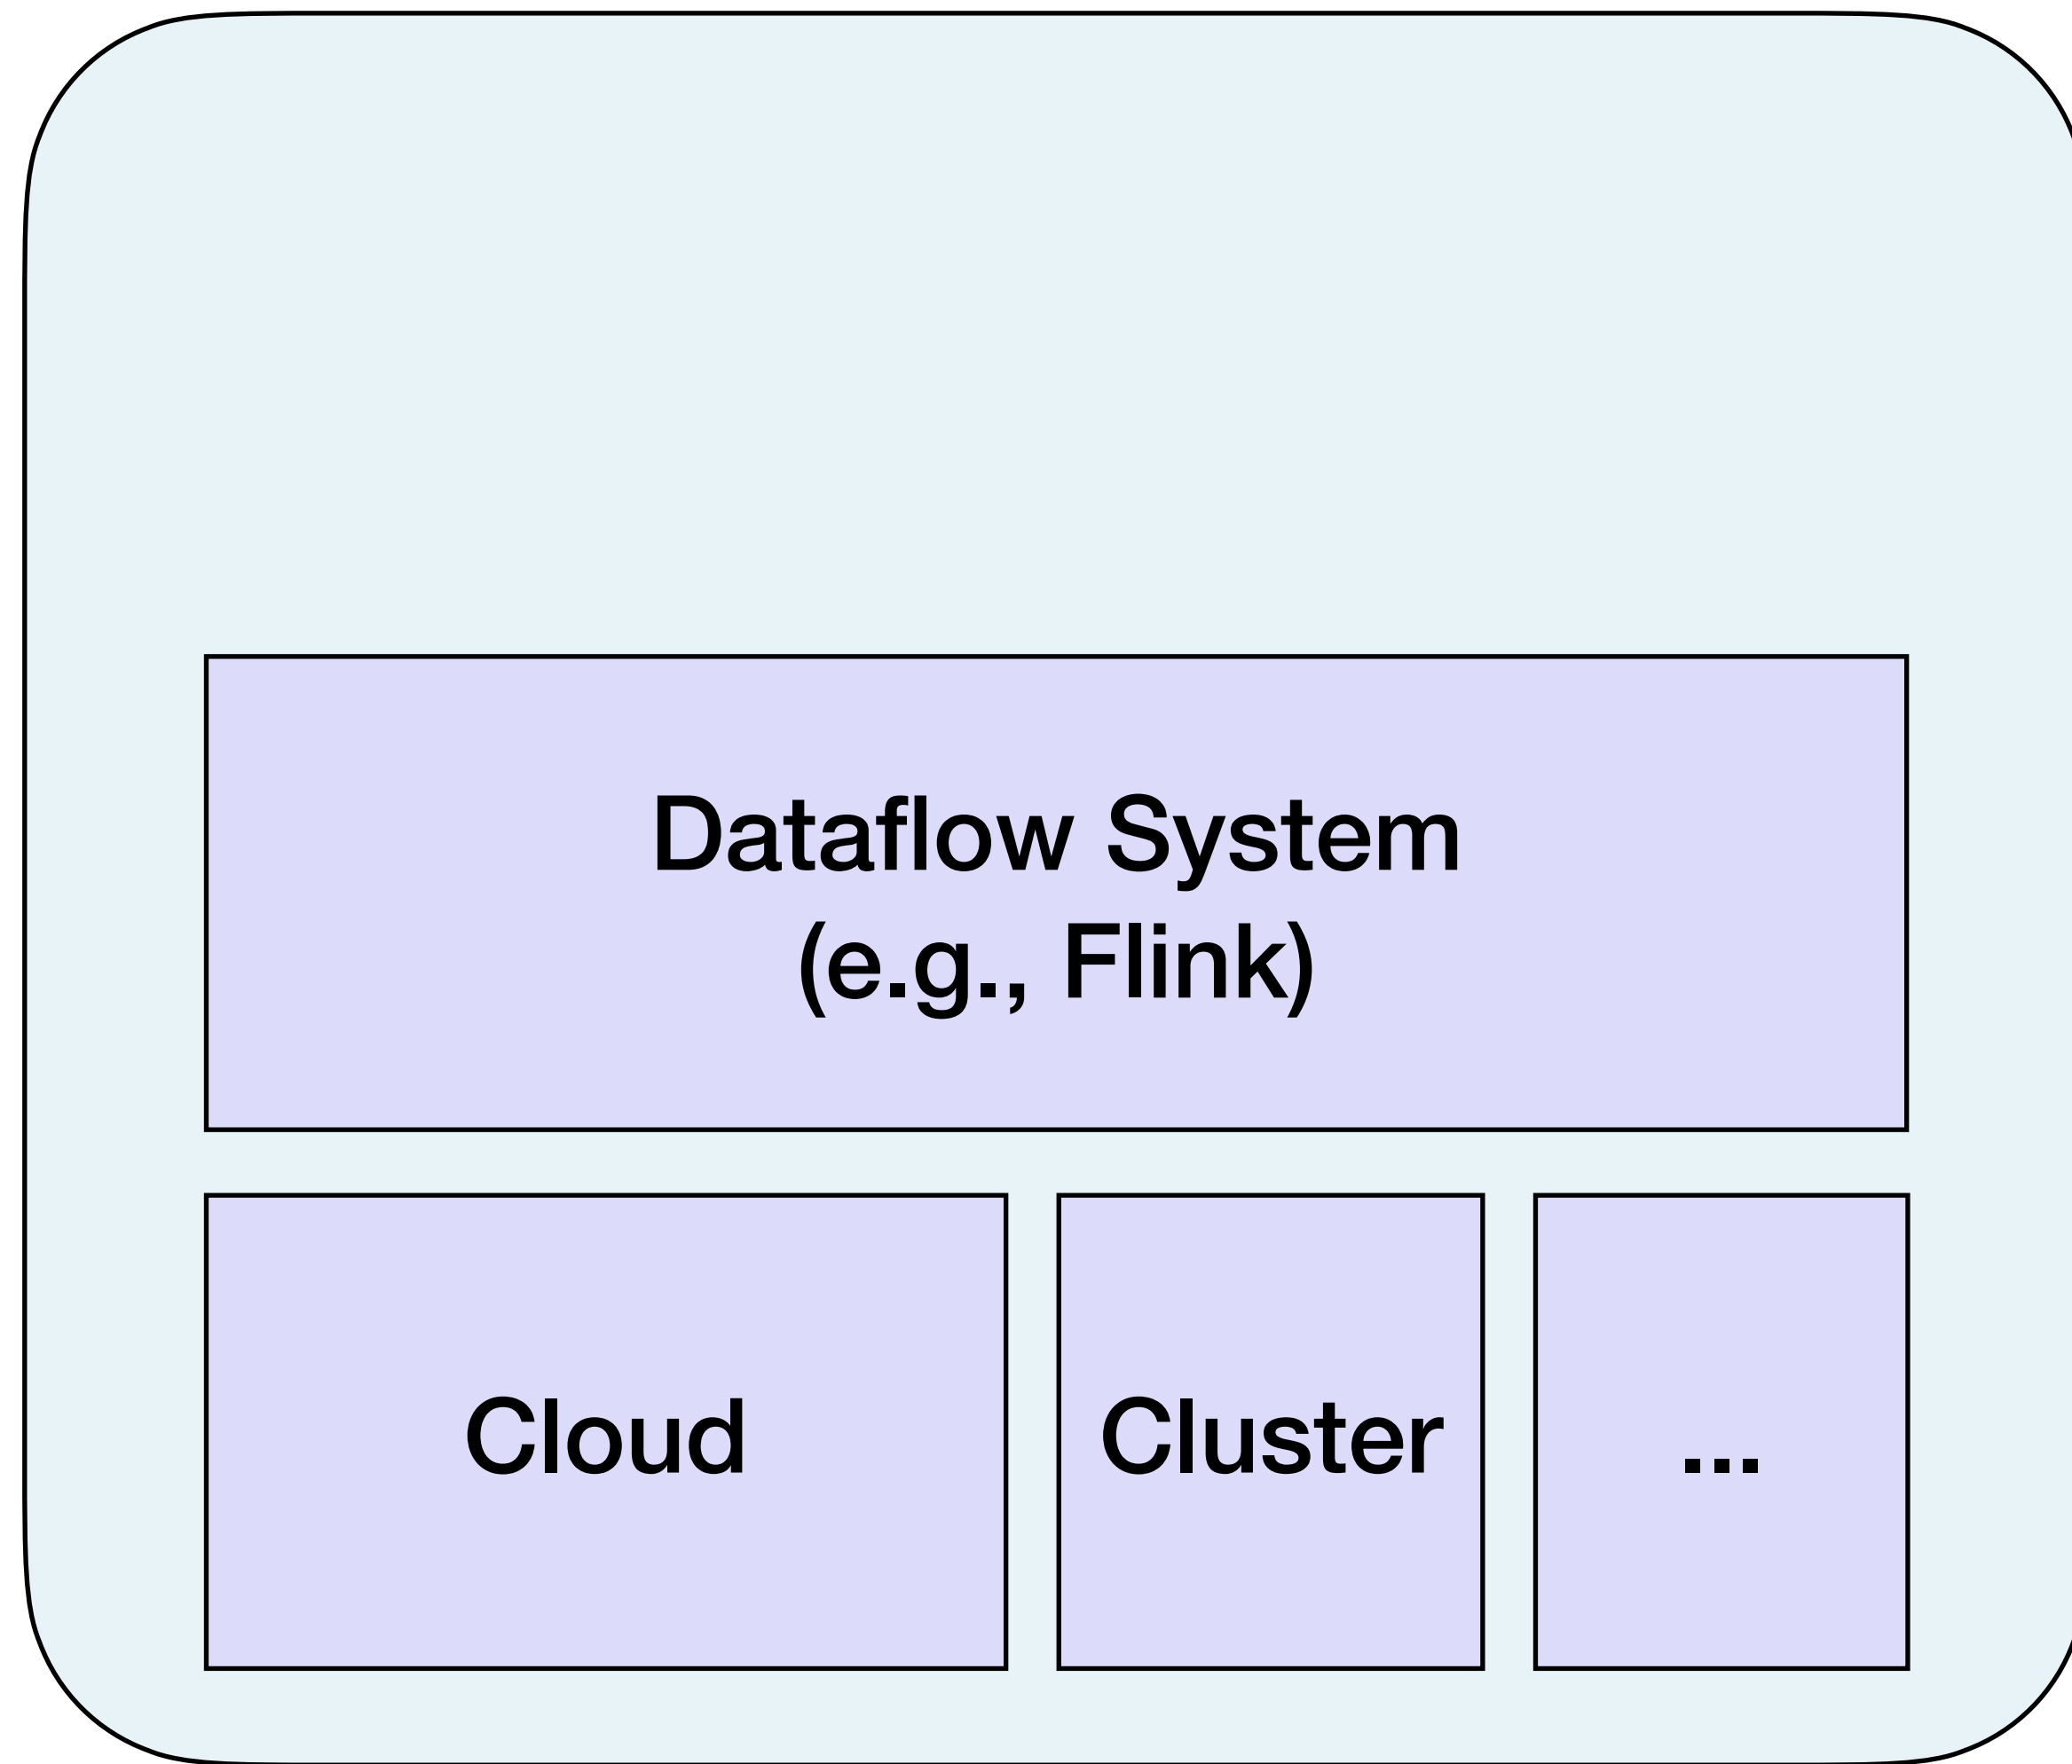 Dataflow System
(e.g., Flink)
Cloud
Cluster
...